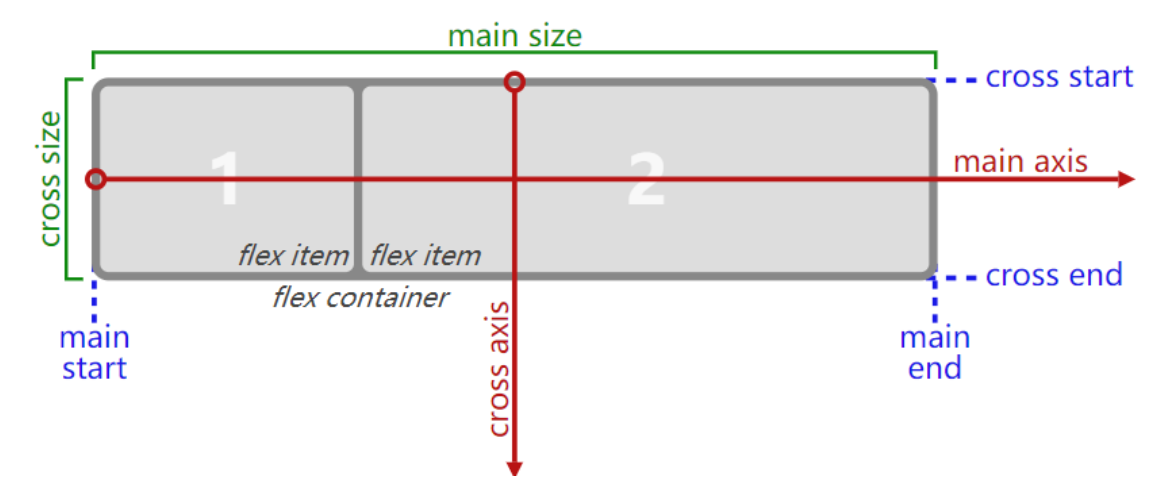 main size
cross start
cross size
1
2
main axis
flex item
flex item
cross end
flex container
cross axis
main
start
main
end